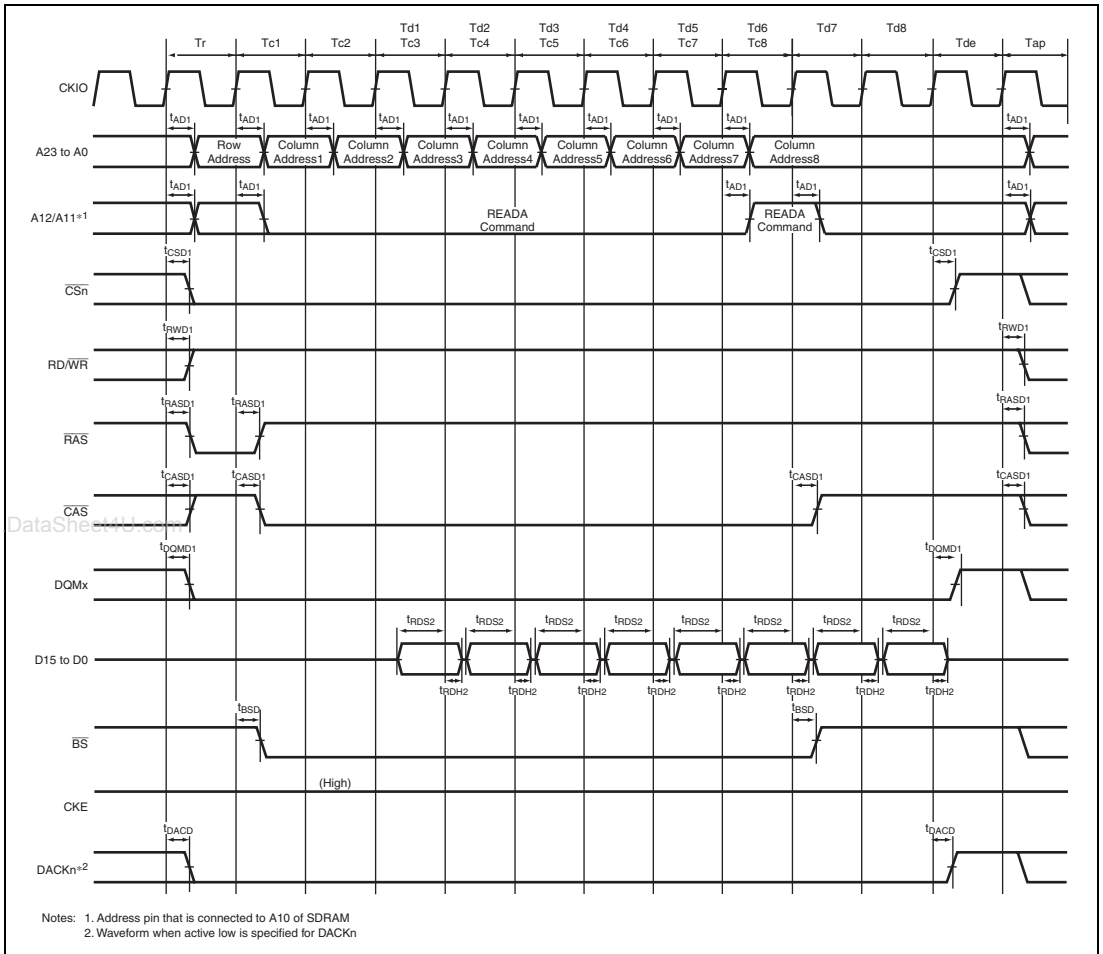 Td1 Td2 Td3 Td4 Td5 Td6 Td7 Td8
Tr Tc1 Tc2 Tc3 Tc4 Tc5 Tc6 Tc7 Tc8 Tde Tap
CKIO
tAD1 tAD1 tAD1 tAD1 tAD1 tAD1 tAD1 tAD1 tAD1 tAD1
A23 to A0
Row Address
Column Address1
Column Address2
Column Address3
Column Address4
Column Address5
Column Address6
Column Address7
Column Address8
tAD1 tAD1 tAD1 tAD1 tAD1
A12/A11*1
READA Command
READA Command
tCSD1 tCSD1
CSn
tRWD1 tRWD1
RD/WR
tRASD1 tRASD1 tRASD1
RAS
tCASD1 tCASD1 tCASD1 tCASD1
CAS
DataSheet4U.com
tDQMD1 tDQMD1
DQMx
tRDS2 tRDS2 tRDS2 tRDS2 tRDS2 tRDS2 tRDS2 tRDS2
D15 to D0
tRDH2 tRDH2 tRDH2 tRDH2 tRDH2 tRDH2 tRDH2 tRDH2
tBSD tBSD
BS
(High)
CKE
tDACD tDACD
DACKn*2
Notes: 1. Address pin that is connected to A10 of SDRAM
2. Waveform when active low is specified for DACKn